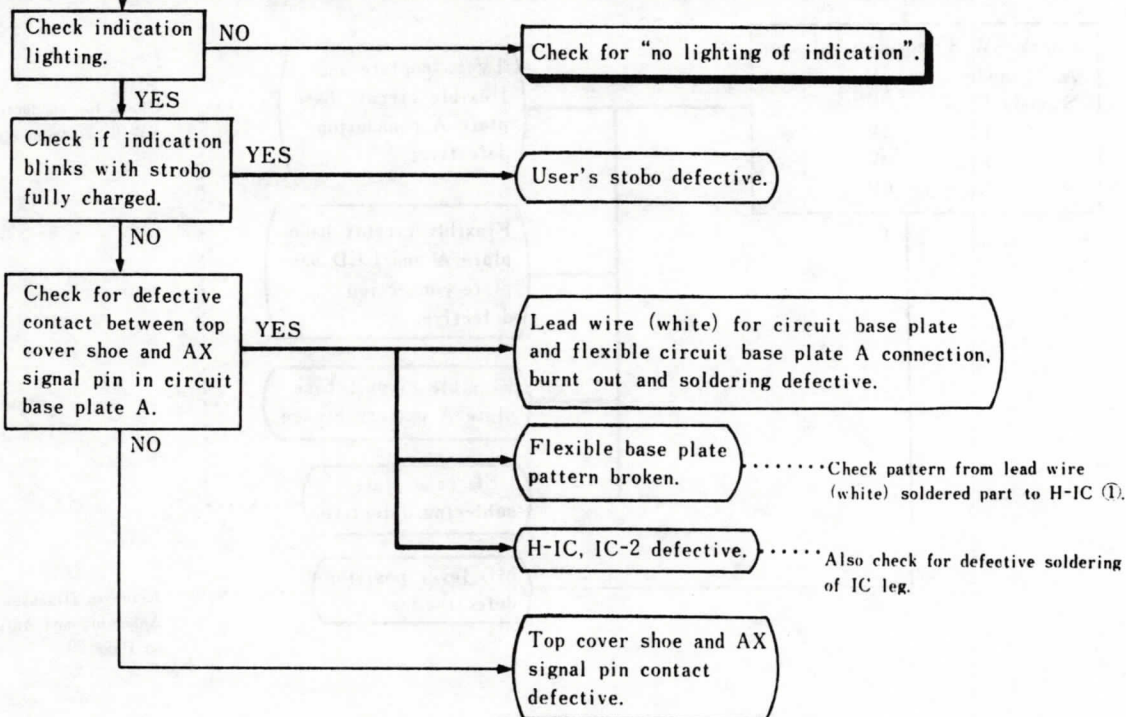 Check indication
lighting.
NO
Check for “no lighting of indication”.
YES
Check if indication
blinks with strobo
fully charged.
YES
User's stobo defective.
NO
Check for defective
contact between top
cover shoe and AX
signal pin in circuit
base plate A.
YES
Lead wire (white) for circuit base plate
and flexible circuit base plate A connection,
burnt out and soldering defective.
Flexible base plate
pattern broken.
Check pattern from lead wire
(white) soldered part to H-IC ①.
H-IC, IC-2 defective.
Also check for defective soldering
of IC leg.
NO
Top cover shoe and AX
signal pin contact
defective.